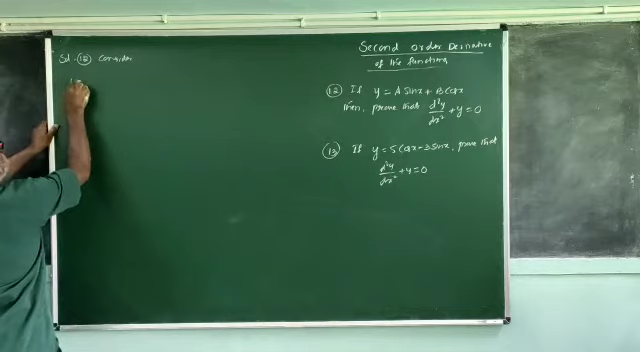 Sol. (12) Consider
Second order Derivative
of the functions
(12) If y = A sinx + B cosx
then, prove that d²y/dx² + y = 0
(13) If y = 5 cosx - 3 sinx, prove that
d²y/dx² + y = 0